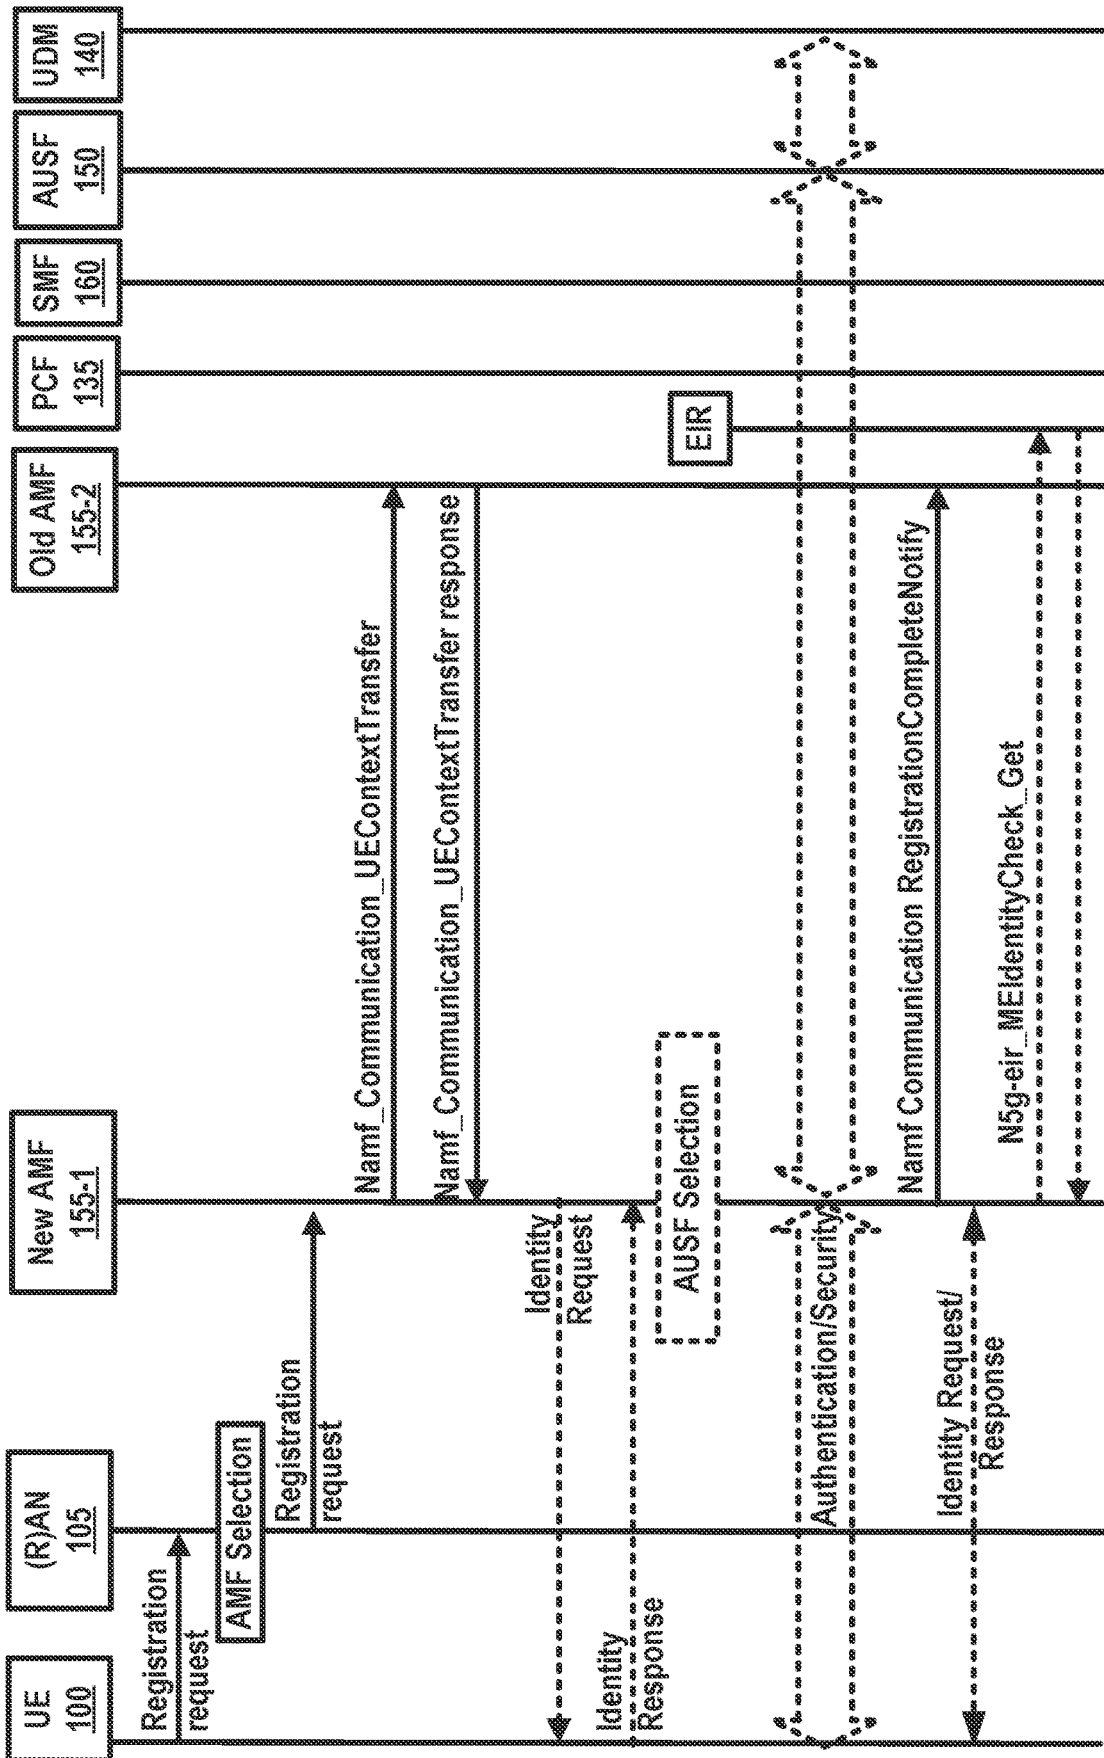 UE
100
(R)AN
105
New AMF
155-1
Old AMF
155-2
PCF
135
SMF
160
AUSF
150
UDM
140
Registration
request
AMF Selection
Registration
request
Namf_Communication_UEContextTransfer
Namf_Communication_UEContextTransfer response
Identity
Request
Identity
Response
AUSF Selection
EIR
Authentication/Security
Namf Communication RegistrationCompleteNotify
Identity Request/
Response
N5g-eir_MEIdentityCheck_Get